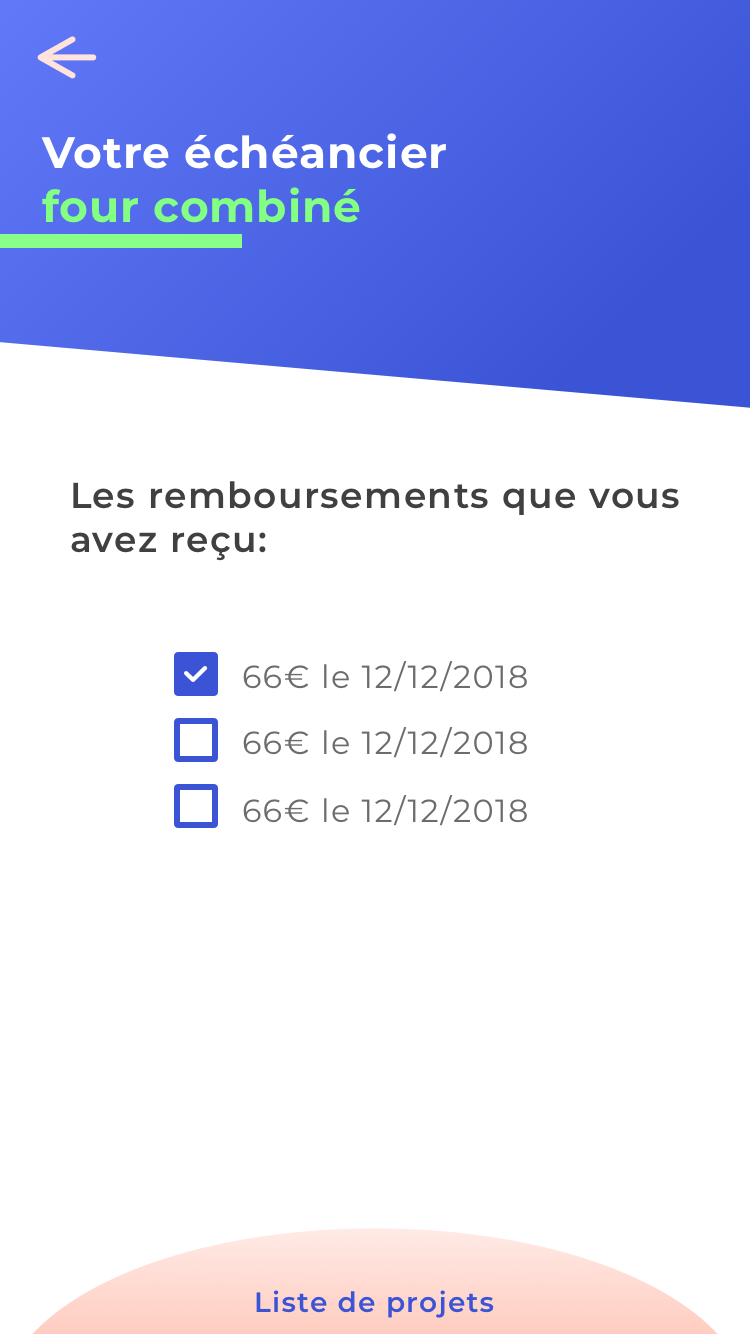 Votre échéancier
four combiné
Les remboursements que vous
avez reçu:
66€ le 12/12/2018
66€ le 12/12/2018
66€ le 12/12/2018
Liste de projets